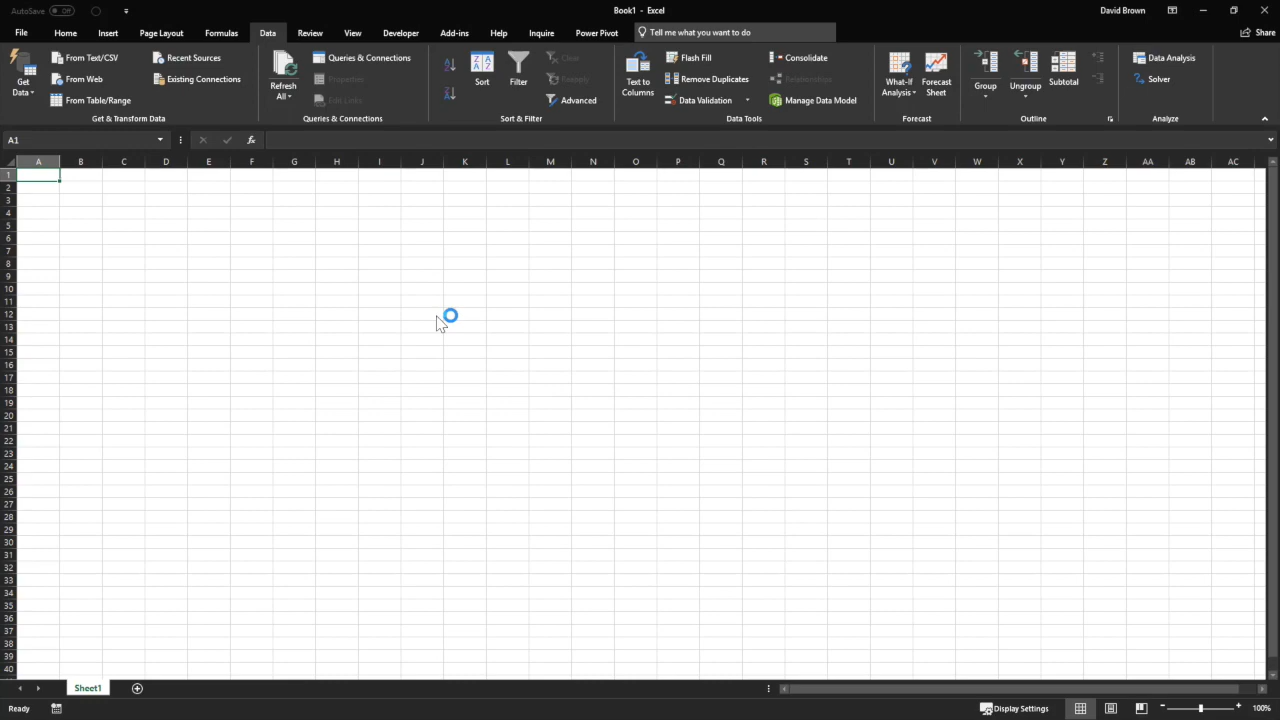 AutoSave Off Book1 - Excel David Brown
File Home Insert Page Layout Formulas Data Review View Developer Add-ins Help Inquire Power Pivot Tell me what you want to do Share
Get Data
From Text/CSV
From Web
From Table/Range
Recent Sources
Existing Connections
Get & Transform Data
Refresh All
Queries & Connections
Properties
Edit Links
Queries & Connections
Sort
Filter
Clear
Reapply
Advanced
Sort & Filter
Text to Columns
Flash Fill
Remove Duplicates
Data Validation
Consolidate
Relationships
Manage Data Model
Data Tools
What-If Analysis
Forecast Sheet
Forecast
Group
Ungroup
Subtotal
Outline
Data Analysis
Solver
Analyze
A1 fx
A B C D E F G H I J K L M N O P Q R S T U V W X Y Z AA AB AC
1
2
3
4
5
6
7
8
9
10
11
12
13
14
15
16
17
18
19
20
21
22
23
24
25
26
27
28
29
30
31
32
33
34
35
36
37
38
39
40
Sheet1
Ready Display Settings 100%